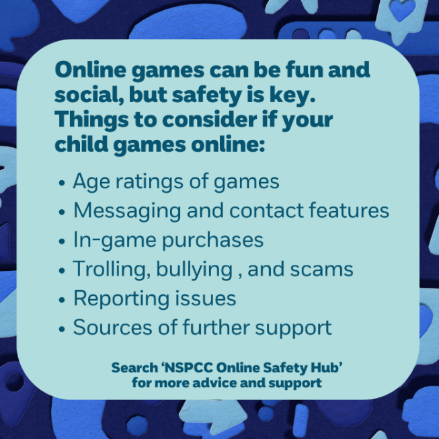 Online games can be fun and
social, but safety is key.
Things to consider if your
child games online:
• Age ratings of games
• Messaging and contact features
• In-game purchases
• Trolling, bullying , and scams
• Reporting issues
• Sources of further support
Search ‘NSPCC Online Safety Hub’
for more advice and support